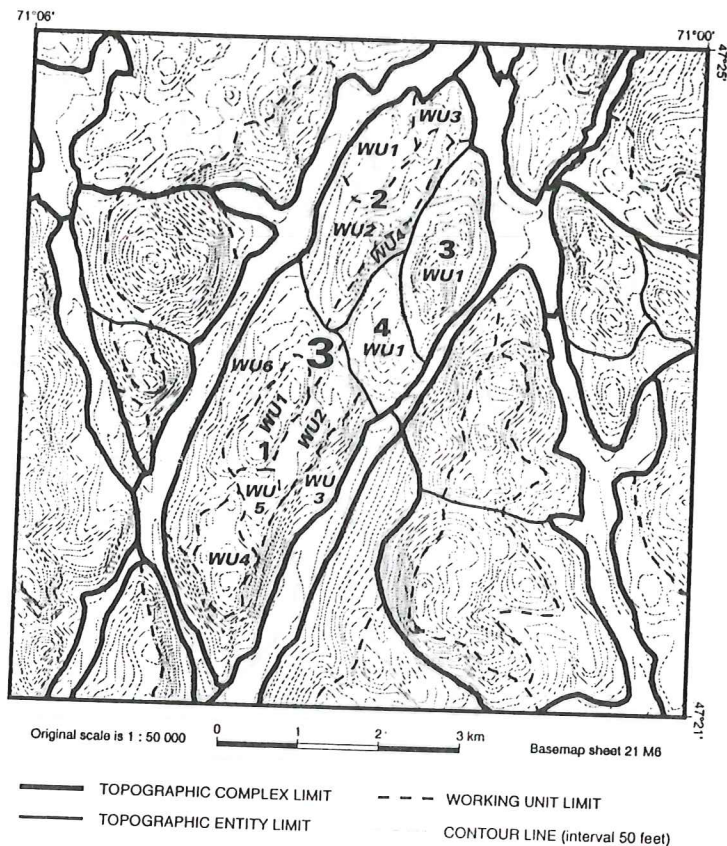 71°06' 71°00'
47°25'
WU3
WU1
2
WU2
WU4
3
WU1
4
WU1
3
WU6
WU1
WU2
1
WU
5
WU
3
WU4
47°21'
Original scale is 1 : 50 000 0 1 2 3 km Basemap sheet 21 M6
TOPOGRAPHIC COMPLEX LIMIT WORKING UNIT LIMIT
TOPOGRAPHIC ENTITY LIMIT CONTOUR LINE (interval 50 feet)